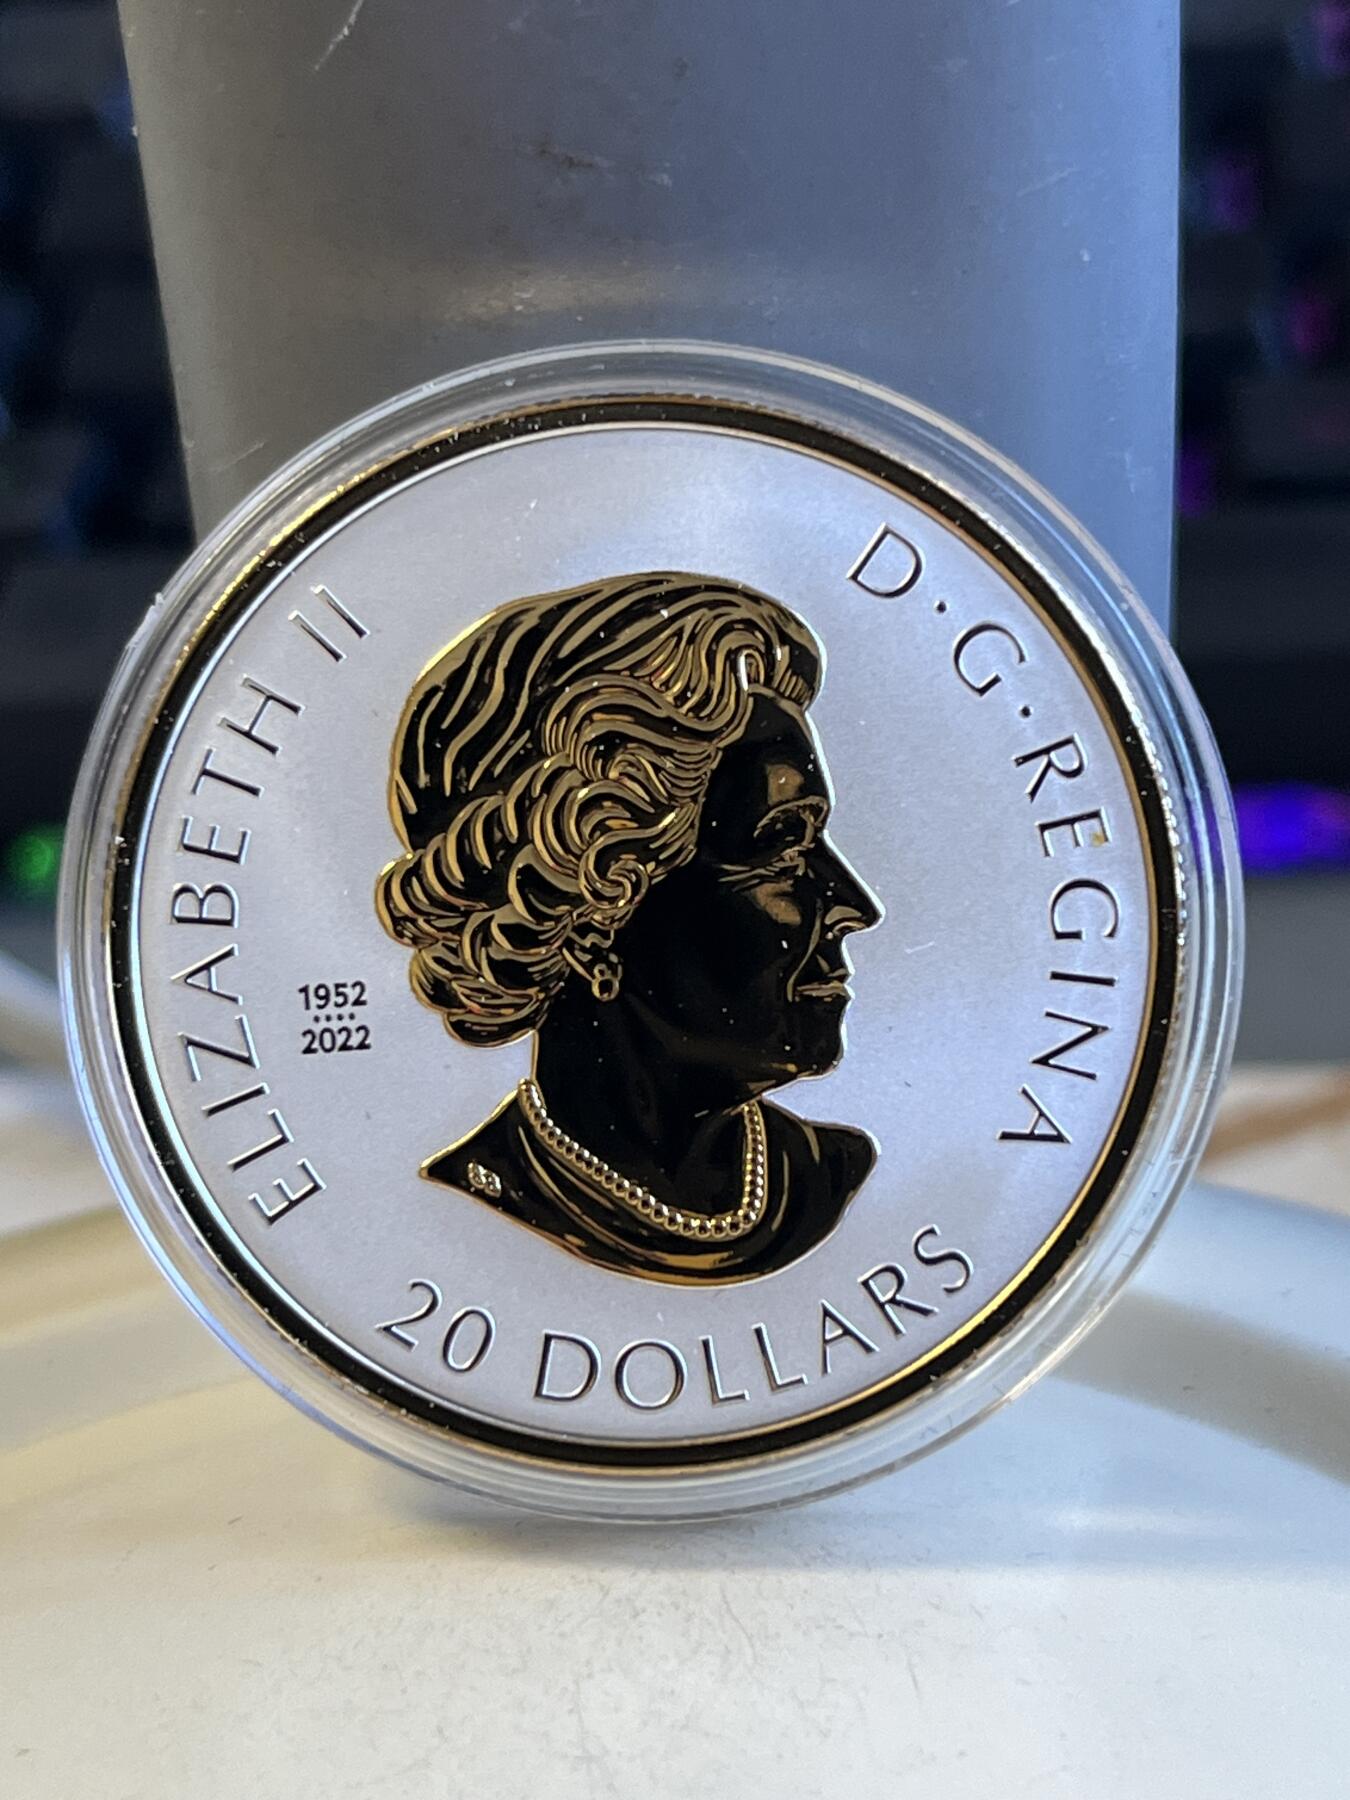 ELIZABETH II
D·G·REGINA
1952
2022
20 DOLLARS